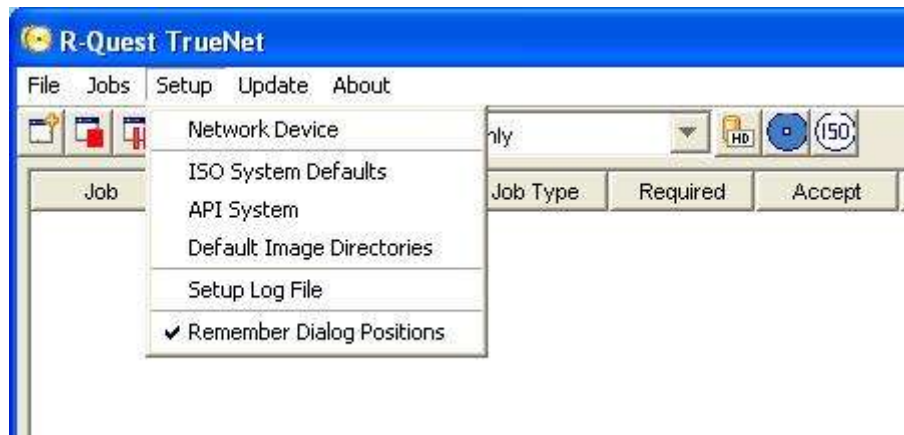 R-Quest TrueNet
File Jobs Setup Update About
Network Device
nly
HD
ISO
ISO System Defaults
API System
Default Image Directories
Setup Log File
Remember Dialog Positions
Job
Job Type
Required
Accept